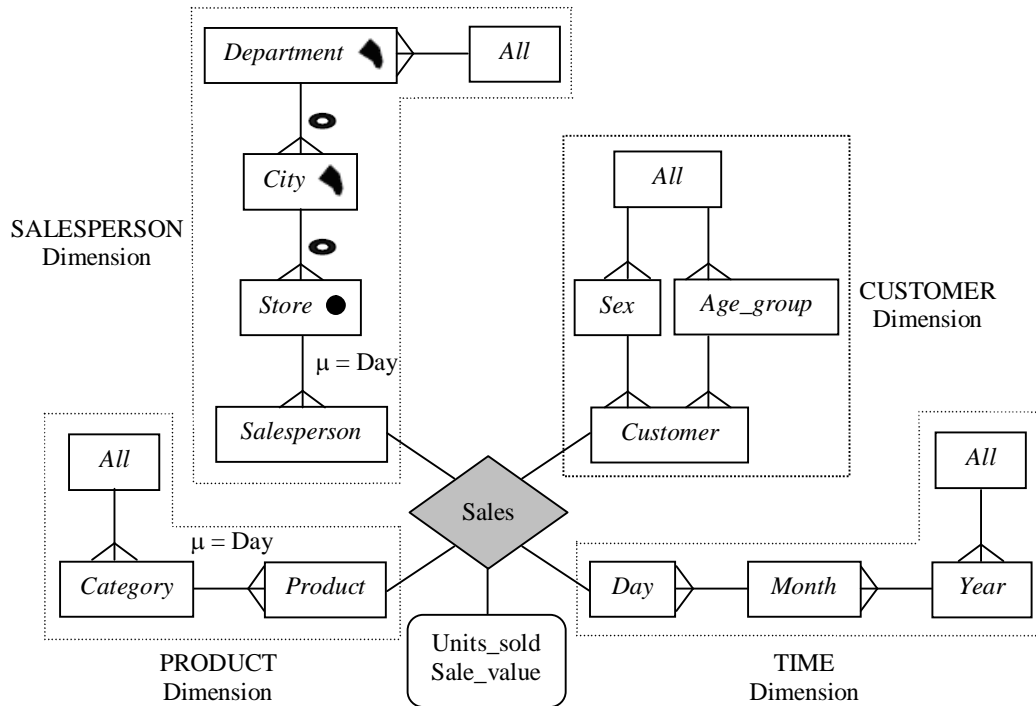 Department
All
City
All
SALESPERSON
Dimension
Store
Sex
Age_group
CUSTOMER
Dimension
μ = Day
Salesperson
Customer
All
All
Sales
μ = Day
Category
Product
Day
Month
Year
Units_sold
Sale_value
PRODUCT
Dimension
TIME
Dimension